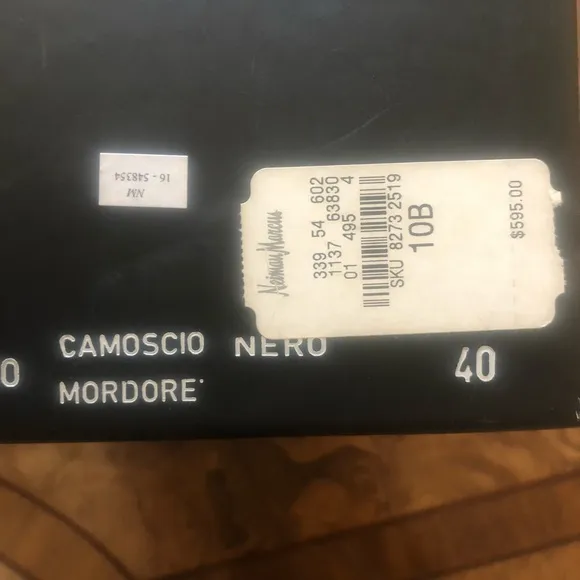 NM
16 - 548354
Neiman Marcus
339 54 602
1137 63830
01 495 4
SKU 8273 2519
10B
$595.00
O CAMOSCIO NERO
MORDORE'
40